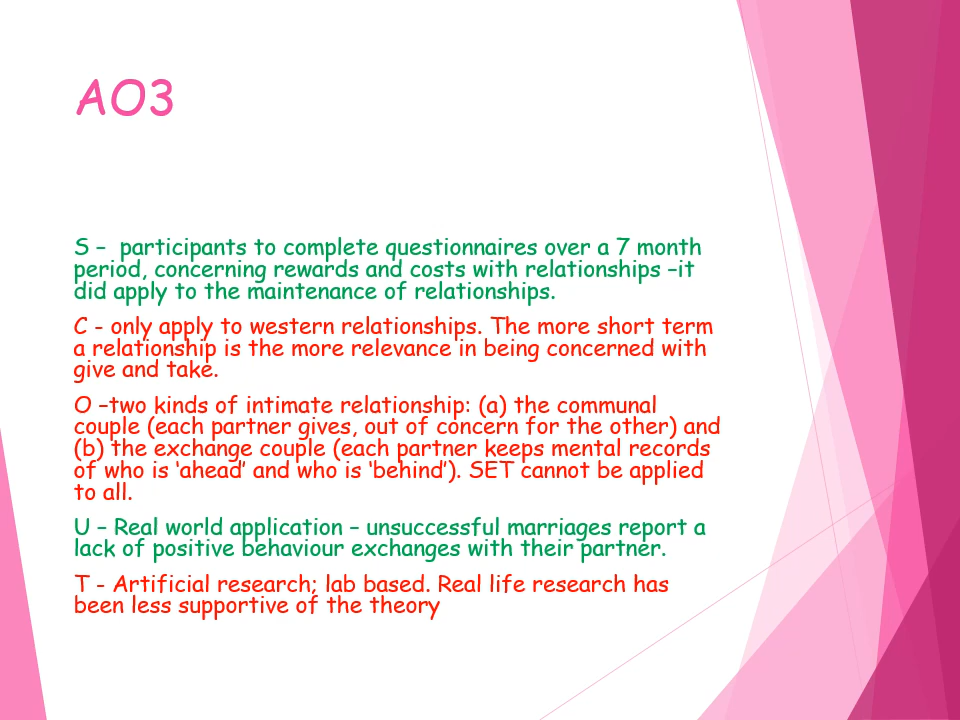 AO3
S –  participants to complete questionnaires over a 7 month
period, concerning rewards and costs with relationships –it
did apply to the maintenance of relationships.
C - only apply to western relationships. The more short term
a relationship is the more relevance in being concerned with
give and take.
O –two kinds of intimate relationship: (a) the communal
couple (each partner gives, out of concern for the other) and
(b) the exchange couple (each partner keeps mental records
of who is ‘ahead’ and who is ‘behind’). SET cannot be applied
to all.
U – Real world application – unsuccessful marriages report a
lack of positive behaviour exchanges with their partner.
T - Artificial research; lab based. Real life research has
been less supportive of the theory